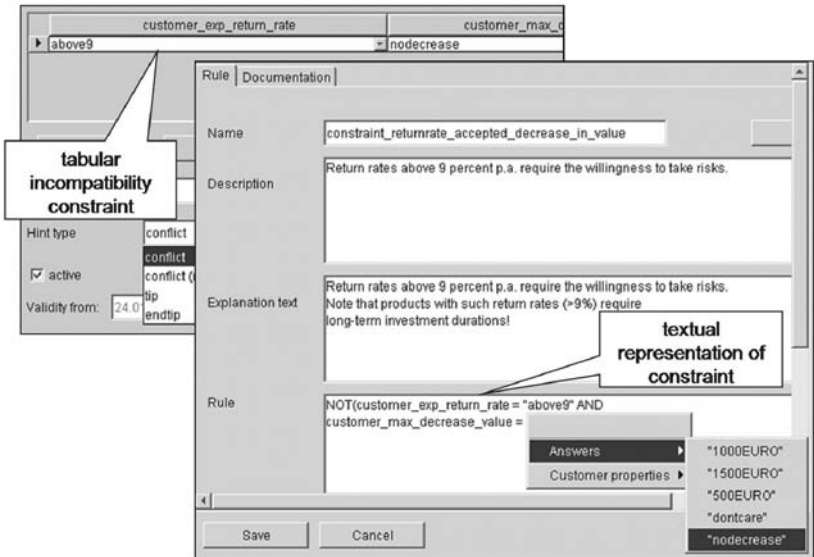 customer_exp_return_rate
customer_max_d
above9
nodecrease
tabular
incompatibility
constraint
Hint type
conflict
conflict
conflict (
tip
endtip
active
Validity from:
24.0
Rule
Documentation
Name
constraint_returnrate_accepted_decrease_in_value
Description
Return rates above 9 percent p.a. require the willingness to take risks.
Explanation text
Return rates above 9 percent p.a. require the willingness to take risks.
Note that products with such return rates (>9%) require
long-term investment durations!
textual
representation of
constraint
Rule
NOT(customer_exp_return_rate = "above9" AND
customer_max_decrease_value =
Answers
Customer properties
"1000EURO"
"1500EURO"
"500EURO"
"dontcare"
"nodecrease"
Save
Cancel